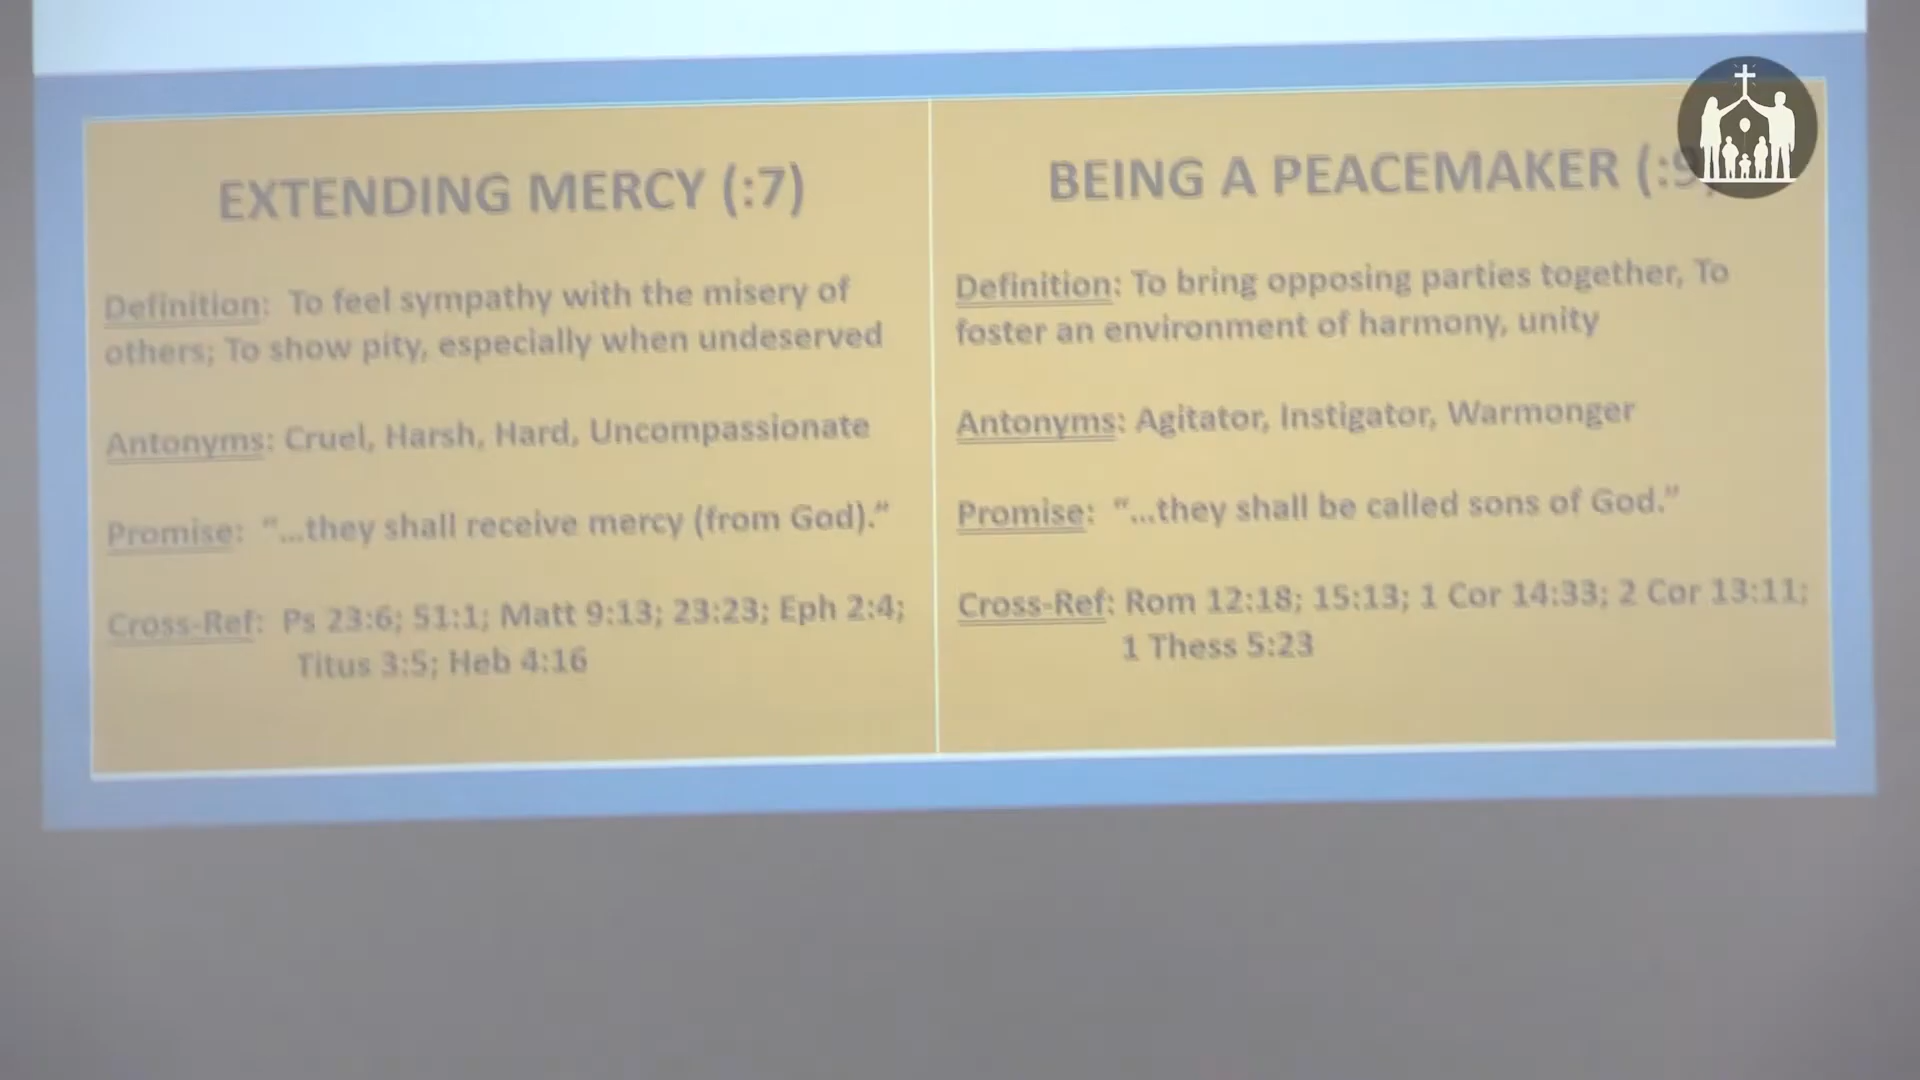 EXTENDING MERCY (:7)
Definition: To feel sympathy with the misery of
others; To show pity, especially when undeserved
Antonyms: Cruel, Harsh, Hard, Uncompassionate
Promise: “...they shall receive mercy (from God).”
Cross-Ref: Ps 23:6; 51:1; Matt 9:13; 23:23; Eph 2:4;
Titus 3:5; Heb 4:16
BEING A PEACEMAKER (:9)
Definition: To bring opposing parties together, To
foster an environment of harmony, unity
Antonyms: Agitator, Instigator, Warmonger
Promise: “...they shall be called sons of God.”
Cross-Ref: Rom 12:18; 15:13; 1 Cor 14:33; 2 Cor 13:11;
1 Thess 5:23